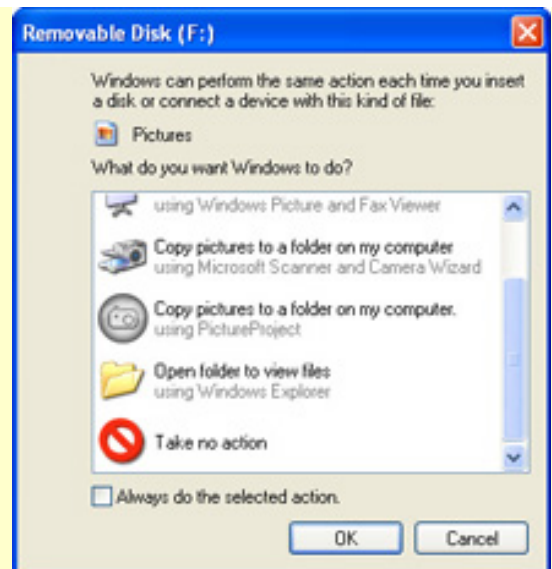 Removable Disk (F:)
Windows can perform the same action each time you insert
a disk or connect a device with this kind of file:
Pictures
What do you want Windows to do?
using Windows Picture and Fax Viewer
Copy pictures to a folder on my computer
using Microsoft Scanner and Camera Wizard
Copy pictures to a folder on my computer.
using PictureProject
Open folder to view files
using Windows Explorer
Take no action
Always do the selected action.
OK
Cancel